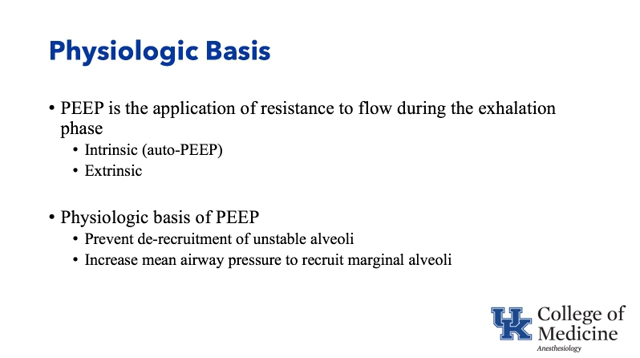 Physiologic Basis
• PEEP is the application of resistance to flow during the exhalation
phase
• Intrinsic (auto-PEEP)
• Extrinsic
• Physiologic basis of PEEP
• Prevent de-recruitment of unstable alveoli
• Increase mean airway pressure to recruit marginal alveoli
UK
College of
Medicine
Anesthesiology